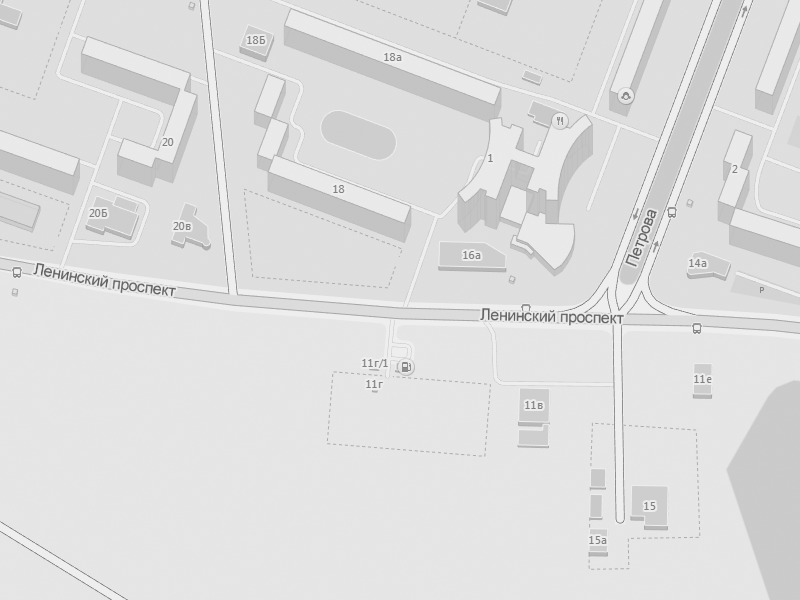 18Б
18а
20
1
2
18
20Б
20в
16а
14а
Петрова
Ленинский проспект
P
Ленинский проспект
11г/1
11г
11е
11в
15
15а